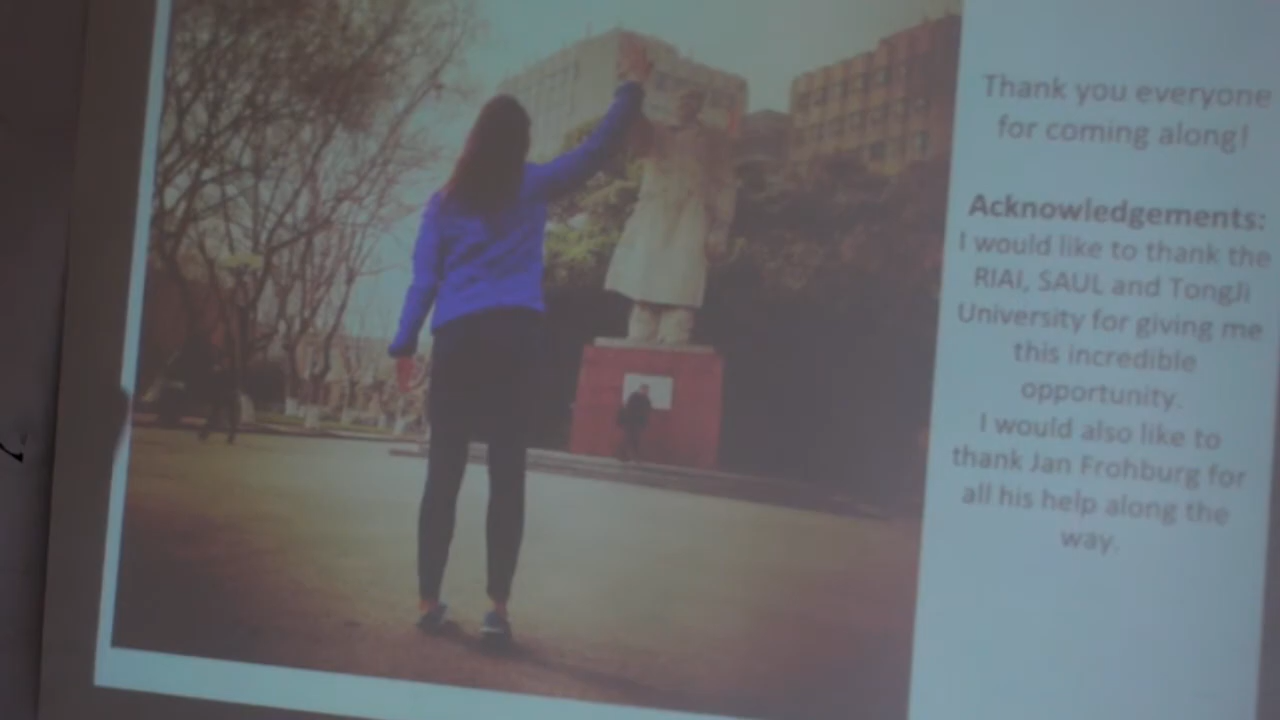 Thank you everyone
for coming along!
Acknowledgements:
I would like to thank the
RIAI, SAUL and TongJi
University for giving me
this incredible
opportunity.
I would also like to
thank Jan Frohburg for
all his help along the
way.